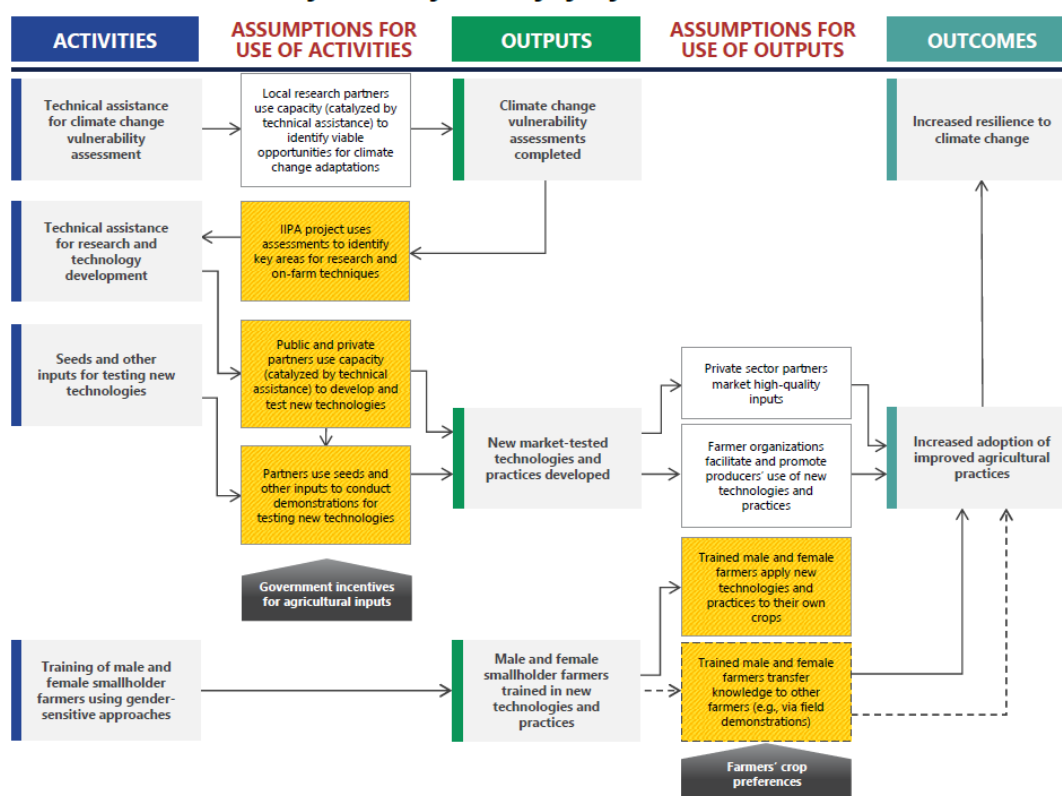 ACTIVITIES
ASSUMPTIONS FOR
USE OF ACTIVITIES
OUTPUTS
ASSUMPTIONS FOR
USE OF OUTPUTS
OUTCOMES
Technical assistance
for climate change
vulnerability
assessment
Local research partners
use capacity (catalyzed by
technical assistance) to
identify viable
opportunities for climate
change adaptations
Climate change
vulnerability
assessments
completed
Increased resilience to
climate change
Technical assistance
for research and
technology
development
IIPA project uses
assessments to identify
key areas for research and
on-farm techniques
Seeds and other
inputs for testing new
technologies
Public and private
partners use capacity
(catalyzed by technical
assistance) to develop and
test new technologies
Partners use seeds and
other inputs to conduct
demonstrations for
testing new technologies
Government incentives
for agricultural inputs
New market-tested
technologies and
practices developed
Private sector partners
market high-quality
inputs
Farmer organizations
facilitate and promote
producers' use of new
technologies and
practices
Increased adoption of
improved agricultural
practices
Training of male and
female smallholder
farmers using gender-
sensitive approaches
Male and female
smallholder farmers
trained in new
technologies and
practices
Trained male and female
farmers apply new
technologies and
practices to their own
crops
Trained male and female
farmers transfer
knowledge to other
farmers (e.g., via field
demonstrations)
Farmers' crop
preferences